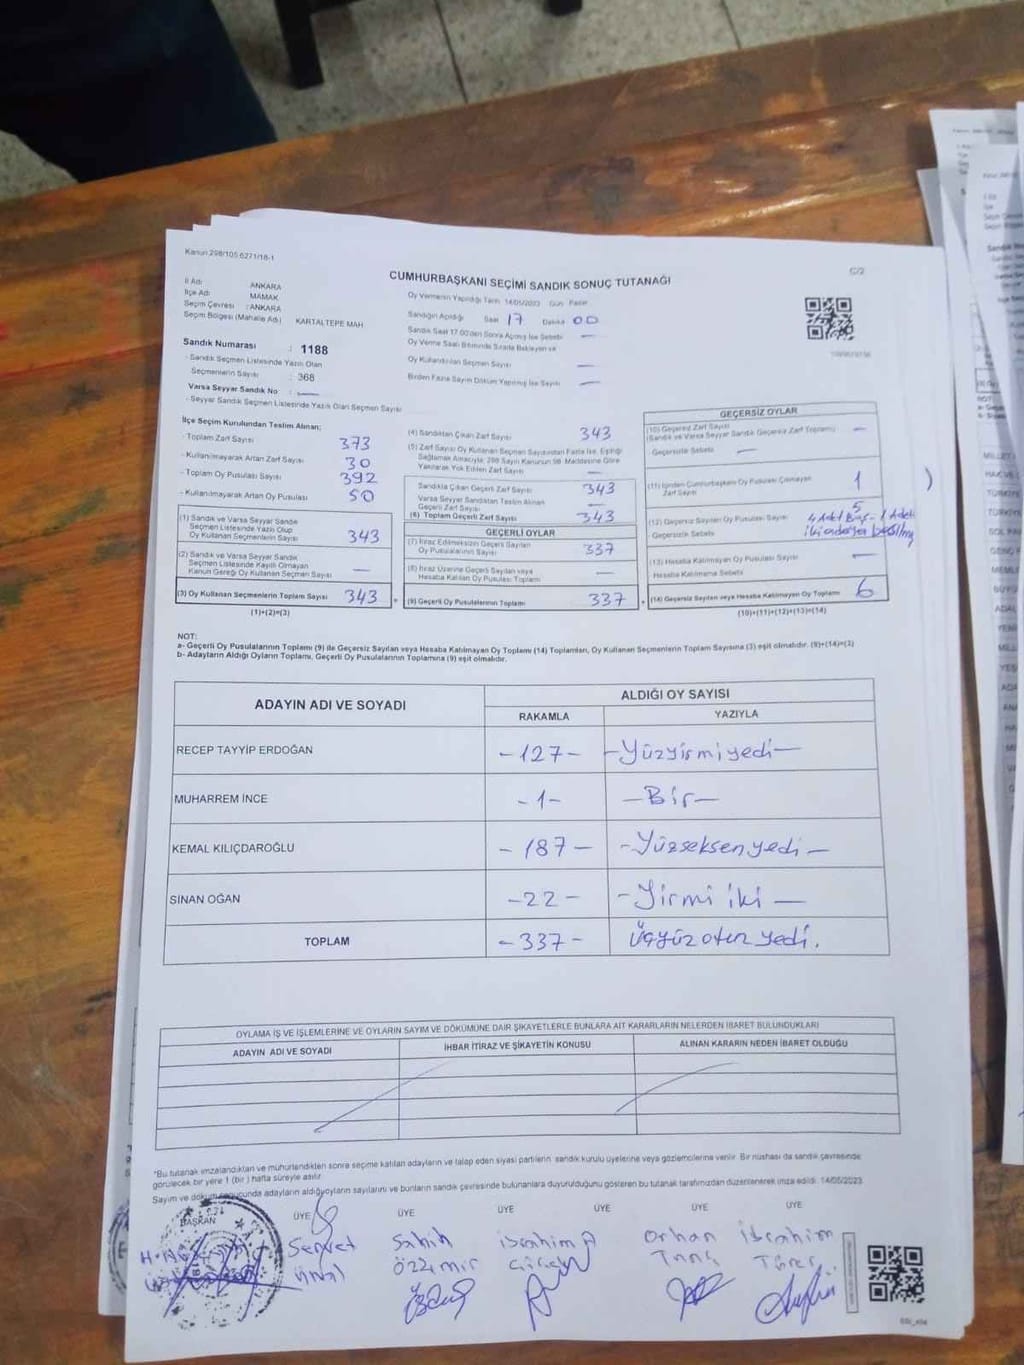 Kanun 298/105 6271/18-1
C/2
CUMHURBAŞKANI SEÇİMİ SANDIK SONUÇ TUTANAĞI
İl Adı : ANKARA
İlçe Adı : MAMAK
Seçim Çevresi : ANKARA
Seçim Bölgesi (Mahalle Adı) KARTALTEPE MAH
Sandık Numarası : 1188
- Sandık Seçmen Listesinde Yazılı Olan
Seçmenlerin Sayısı : 368
Varsa Seyyar Sandık No : —
- Seyyar Sandık Seçmen Listesinde Yazılı Olan Seçmen Sayısı
Oy Vermenin Yapıldığı Tarih 14/05/2023 Gün Pazar
Sandığın Açıldığı Saat 17 Dakika 00
Sandık Saat 17.00'den Sonra Açılmış İse Sebebi —
Oy Verme Saati Bitiminde Sırada Bekleyen ve
Oy Kullandırılan Seçmen Sayısı —
Birden Fazla Sayım Döküm Yapılmış İse Sayısı —
İlçe Seçim Kurulundan Teslim Alınan:
- Toplam Zarf Sayısı 373
- Kullanılmayarak Artan Zarf Sayısı 30
- Toplam Oy Pusulası Sayısı 392
- Kullanılmayarak Artan Oy Pusulası 50
(1) Sandık ve Varsa Seyyar Sandık
Seçmen Listesinde Yazılı Olup
Oy Kullanan Seçmenlerin Sayısı 343
(2) Sandık ve Varsa Seyyar Sandık
Seçmen Listesinde Kayıtlı Olmayan
Kanun Gereği Oy Kullanan Seçmen Sayısı —
(3) Oy Kullanan Seçmenlerin Toplam Sayısı 343 +
(1)+(2)=(3)
(4) Sandıktan Çıkan Zarf Sayısı 343
(5) Zarf Sayısı Oy Kullanan Seçmen Sayısından Fazla İse, Eşitliği
Sağlamak Amacıyla; 298 Sayılı Kanunun 98. Maddesine Göre
Yakılarak Yok Edilen Zarf Sayısı —
Sandıkta Çıkan Geçerli Zarf Sayısı 343
Varsa Seyyar Sandıktan Teslim Alınan
Geçerli Zarf Sayısı
(6) Toplam Geçerli Zarf Sayısı 343
GEÇERLİ OYLAR
(7) İtiraz Edilmeksizin Geçerli Sayılan
Oy Pusulalarının Sayısı 337
(8) İtiraz Üzerine Geçerli Sayılan veya
Hesaba Katılan Oy Pusulası Toplamı —
(9) Geçerli Oy Pusulalarının Toplamı 337 +
GEÇERSİZ OYLAR
(10) Geçersiz Zarf Sayısı
(Sandık ve Varsa Seyyar Sandık Geçersiz Zarf Toplamı) —
Geçersizlik Sebebi —
(11) İçinden Cumhurbaşkanı Oy Pusulası Çıkmayan
Zarf Sayısı 1
(12) Geçersiz Sayılan Oy Pusulası Sayısı 5
Geçersizlik Sebebi 4 Adet Boş - 1 Adet
iki adaya basılmış
(13) Hesaba Katılmayan Oy Pusulası Sayısı —
Hesaba Katılmama Sebebi
(14) Geçersiz Sayılan veya Hesaba Katılmayan Oy Toplamı 6
(10)+(11)+(12)+(13)=(14)
NOT:
a- Geçerli Oy Pusulalarının Toplamı (9) ile Geçersiz Sayılan veya Hesaba Katılmayan Oy Toplamı (14) Toplamları, Oy Kullanan Seçmenlerin Toplam Sayısına (3) eşit olmalıdır. (9)+(14)=(3)
b- Adayların Aldığı Oyların Toplamı, Geçerli Oy Pusulalarının Toplamına (9) eşit olmalıdır.
ADAYIN ADI VE SOYADI
ALDIĞI OY SAYISI
RAKAMLA YAZIYLA
RECEP TAYYİP ERDOĞAN -127- -Yüzyirmiyedi-
MUHARREM İNCE -1- -Bir-
KEMAL KILIÇDAROĞLU -187- -Yüzseksenyedi-
SİNAN OĞAN -22- -Yirmi iki-
TOPLAM -337- Üçyüz otuz yedi.
OYLAMA İŞ VE İŞLEMLERİNE VE OYLARIN SAYIM VE DÖKÜMÜNE DAİR ŞİKAYETLERLE BUNLARA AİT KARARLARIN NELERDEN İBARET BULUNDUKLARI
ADAYIN ADI VE SOYADI İHBAR İTİRAZ VE ŞİKAYETİN KONUSU ALINAN KARARIN NEDEN İBARET OLDUĞU
*Bu tutanak imzalandıktan ve mühürlendikten sonra seçime katılan adayların ve talep eden siyasi partilerin sandık kurulu üyelerine veya gözlemcilerine verilir. Bir nüshası da sandık çevresinde
görülecek bir yere 1 (bir) hafta süreyle asılır.
Sayım ve döküm sonucunda adayların aldığı oyların sayılarını ve bunların sandık çevresinde bulunanlara duyurulduğunu gösteren bu tutanak tarafımızdan düzenlenerek imza edildi. 14/05/2023
BAŞKAN ÜYE ÜYE ÜYE ÜYE ÜYE ÜYE
Servet Sahin İbrahim Orhan İbrahim
Ünal Özdemir